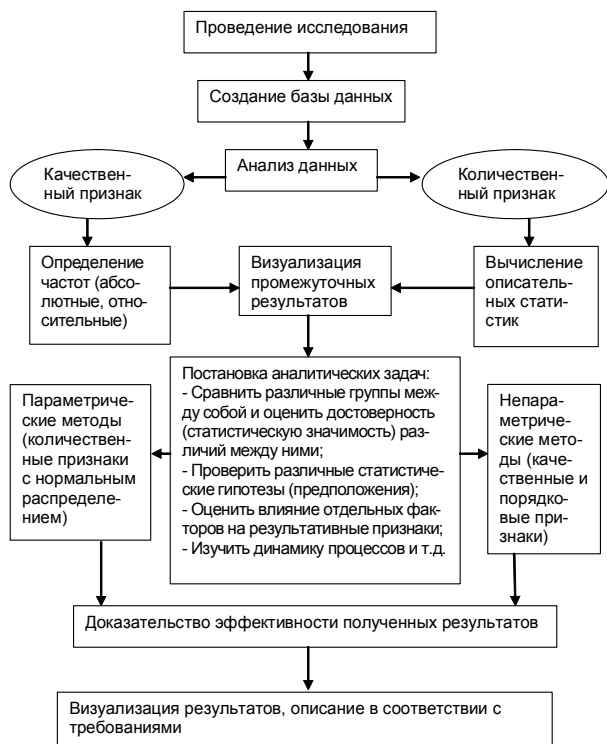 Проведение исследования
Создание базы данных
Анализ данных
Качествен-
ный признак
Количествен-
ный признак
Определение
частот (абсо-
лютные, отно-
сительные)
Визуализация
промежуточных
результатов
Вычисление
описатель-
ных стати-
стик
Параметриче-
ские методы
(количествен-
ные признаки
с нормальным
распределе-
нием)
Постановка аналитических задач:
- Сравнить различные группы меж-
ду собой и оценить достоверность
(статистическую значимость) раз-
личий между ними;
- Проверить различные статистиче-
ские гипотезы (предположения);
- Оценить влияние отдельных фак-
торов на результативные признаки;
- Изучить динамику процессов и т.д.
Непара-
метриче-
ские мето-
ды (каче-
ственные и
порядко-
вые при-
знаки)
Доказательство эффективности полученных результатов
Визуализация результатов, описание в соответствии с
требованиями